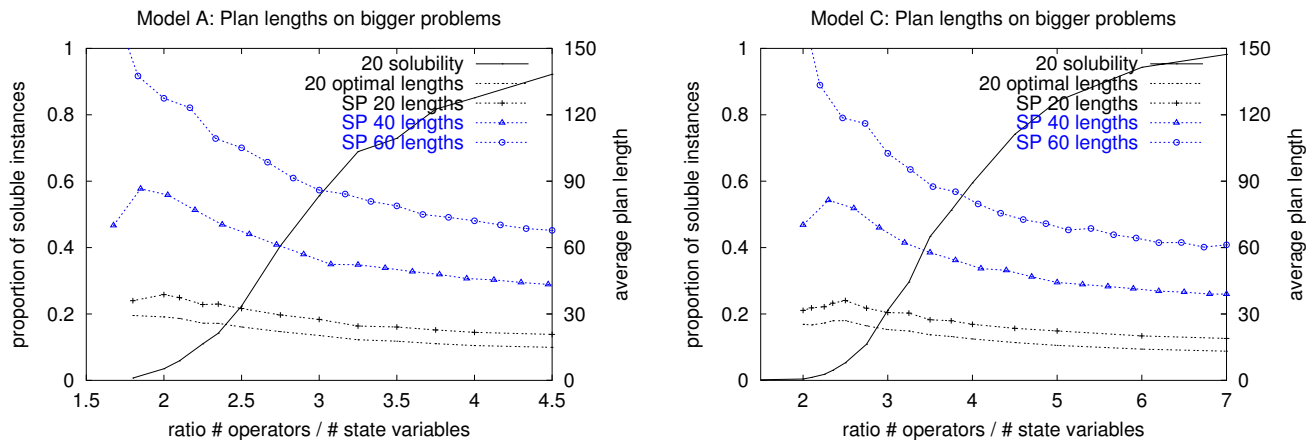 Model A: Plan lengths on bigger problems
1
0.8
0.6
0.4
0.2
0
proportion of soluble instances
150
120
90
60
30
0
average plan length
20 solubility
20 optimal lengths
SP 20 lengths
SP 40 lengths
SP 60 lengths
1.5 2 2.5 3 3.5 4 4.5
ratio # operators / # state variables
Model C: Plan lengths on bigger problems
1
0.8
0.6
0.4
0.2
0
proportion of soluble instances
150
120
90
60
30
0
average plan length
20 solubility
20 optimal lengths
SP 20 lengths
SP 40 lengths
SP 60 lengths
2 3 4 5 6 7
ratio # operators / # state variables